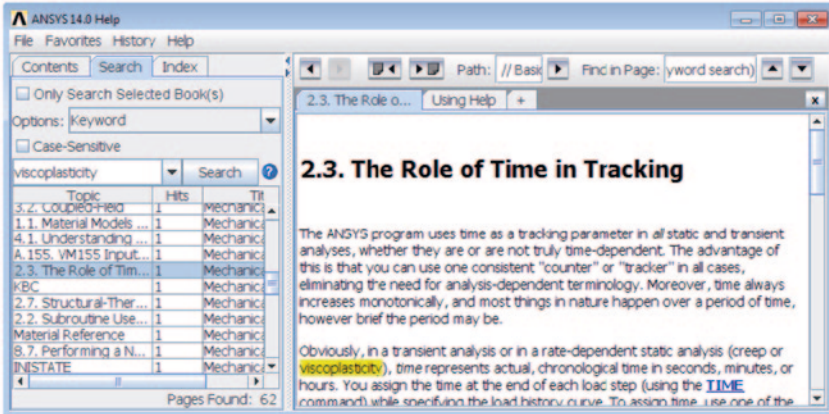 ANSYS 14.0 Help
File Favorites History Help
Contents Search Index
Only Search Selected Book(s)
Options: Keyword
Case-Sensitive
viscoplasticity Search
Topic Hits Tit
3.2. Coupled-Field 1 Mechanica
1.1. Material Models ... 1 Mechanica
4.1. Understanding ... 1 Mechanica
A.155. VM155 Input... 1 Mechanica
2.3. The Role of Tim... 1 Mechanica
KBC 1 Mechanica
2.7. Structural-Ther... 1 Mechanica
2.2. Subroutine Use... 1 Mechanica
Material Reference 1 Mechanica
8.7. Performing a N... 1 Mechanica
INISTATE 1 Mechanica
Pages Found: 62
Path: // Basi Find in Page: yword search)
2.3. The Role o... Using Help +
2.3. The Role of Time in Tracking
The ANSYS program uses time as a tracking parameter in all static and transient
analyses, whether they are or are not truly time-dependent. The advantage of
this is that you can use one consistent "counter" or "tracker" in all cases,
eliminating the need for analysis-dependent terminology. Moreover, time always
increases monotonically, and most things in nature happen over a period of time,
however brief the period may be.
Obviously, in a transient analysis or in a rate-dependent static analysis (creep or
viscoplasticity), time represents actual, chronological time in seconds, minutes, or
hours. You assign the time at the end of each load step (using the TIME
command) while specifying the load history curve. To assign time, use one of the